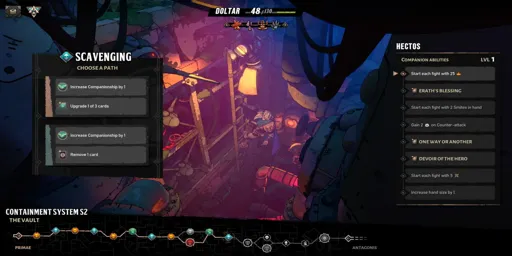 DOLTAR 48
SCAVENGING
CHOOSE A PATH
Increase Companionship by 1
Upgrade 1 of 3 cards
Increase Companionship by 1
Remove 1 card
HECTOS
COMPANION ABILITIES LVL 1
Start each fight with 25
ERATH'S BLESSING
Start each fight with 2 in hand
Gain 2 on Counter-attack
ONE WAY OR ANOTHER
DEVOIR OF THE HERO
Start each fight with 5
Increase hand size by 1
CONTAINMENT SYSTEM S2
THE VAULT
PRIMAE ANTAGONIS